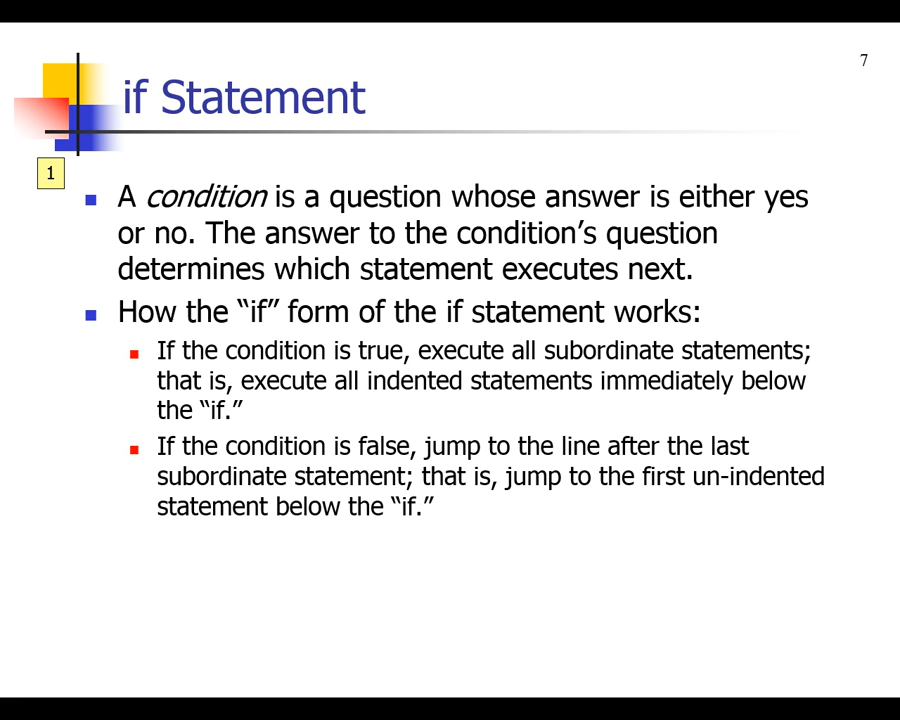 7
if Statement
1
A condition is a question whose answer is either yes
or no. The answer to the condition’s question
determines which statement executes next.
How the “if” form of the if statement works:
If the condition is true, execute all subordinate statements;
that is, execute all indented statements immediately below
the “if.”
If the condition is false, jump to the line after the last
subordinate statement; that is, jump to the first un-indented
statement below the “if.”